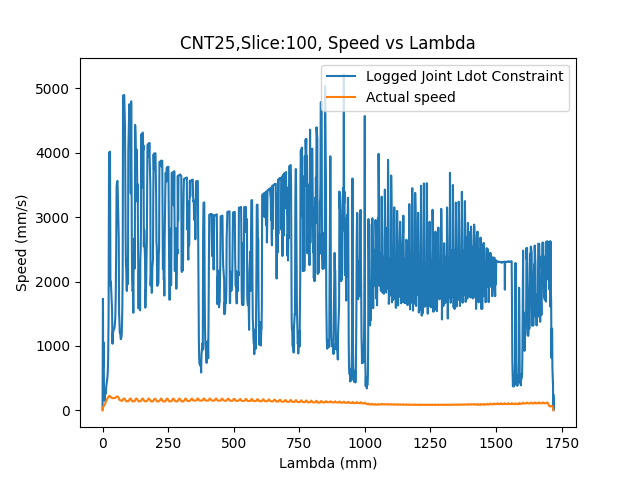 CNT25,Slice:100, Speed vs Lambda
Logged Joint Ldot Constraint
Actual speed
Speed (mm/s)
5000
4000
3000
2000
1000
0
0 250 500 750 1000 1250 1500 1750
Lambda (mm)